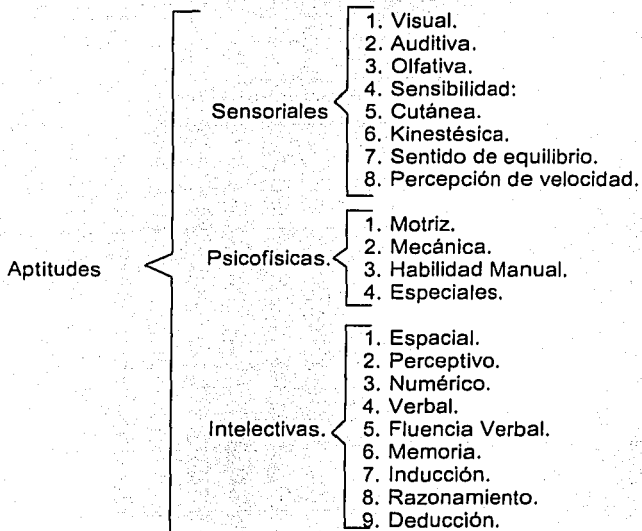 Aptitudes
Sensoriales
1. Visual.
2. Auditiva.
3. Olfativa.
4. Sensibilidad:
5. Cutánea.
6. Kinestésica.
7. Sentido de equilibrio.
8. Percepción de velocidad.
Psicofísicas.
1. Motriz.
2. Mecánica.
3. Habilidad Manual.
4. Especiales.
Intelectivas.
1. Espacial.
2. Perceptivo.
3. Numérico.
4. Verbal.
5. Fluencia Verbal.
6. Memoria.
7. Inducción.
8. Razonamiento.
9. Deducción.